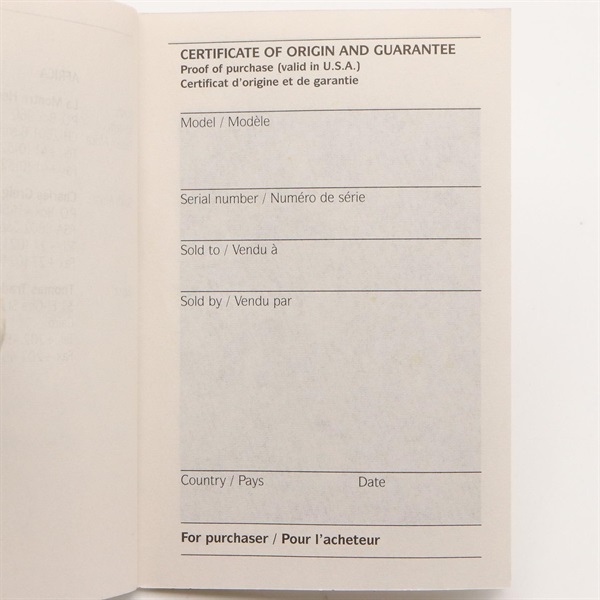 CERTIFICATE OF ORIGIN AND GUARANTEE
Proof of purchase (valid in U.S.A.)
Certificat d'origine et de garantie
Model / Modèle
Serial number / Numéro de série
Sold to / Vendu à
Sold by / Vendu par
Country / Pays Date
For purchaser / Pour l'acheteur